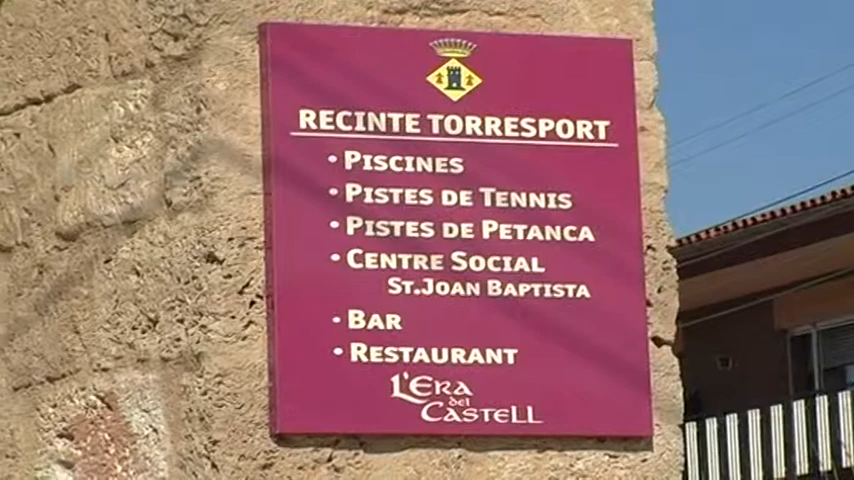 RECINTE TORRESPORT
• PISCINES
• PISTES DE TENNIS
• PISTES DE PETANCA
• CENTRE SOCIAL
ST.JOAN BAPTISTA
• BAR
• RESTAURANT
L'ERA
del
CASTELL